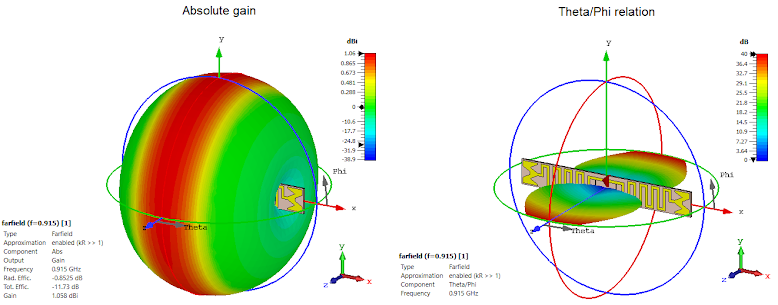 Absolute gain
Theta/Phi relation
y
dBi
1.06
0.865
0.673
0.481
0.288
0
-10.6
-17.7
-24.8
-31.9
-38.9
Phi
x
z
Theta
farfield (f=0.915) [1]
Type Farfield
Approximation enabled (kR >> 1)
Component Abs
Output Gain
Frequency 0.915 GHz
Rad. Effic. -0.6525 dB
Tot. Effic. -11.73 dB
Gain 1.058 dBi
y
x
z
y
dB
40
36.4
32.7
29.1
25.5
21.8
18.2
14.5
10.9
7.27
3.64
0
Phi
x
z
Theta
farfield (f=0.915) [1]
Type Farfield
Approximation enabled (kR >> 1)
Component Theta/Phi
Frequency 0.915 GHz
y
x
z